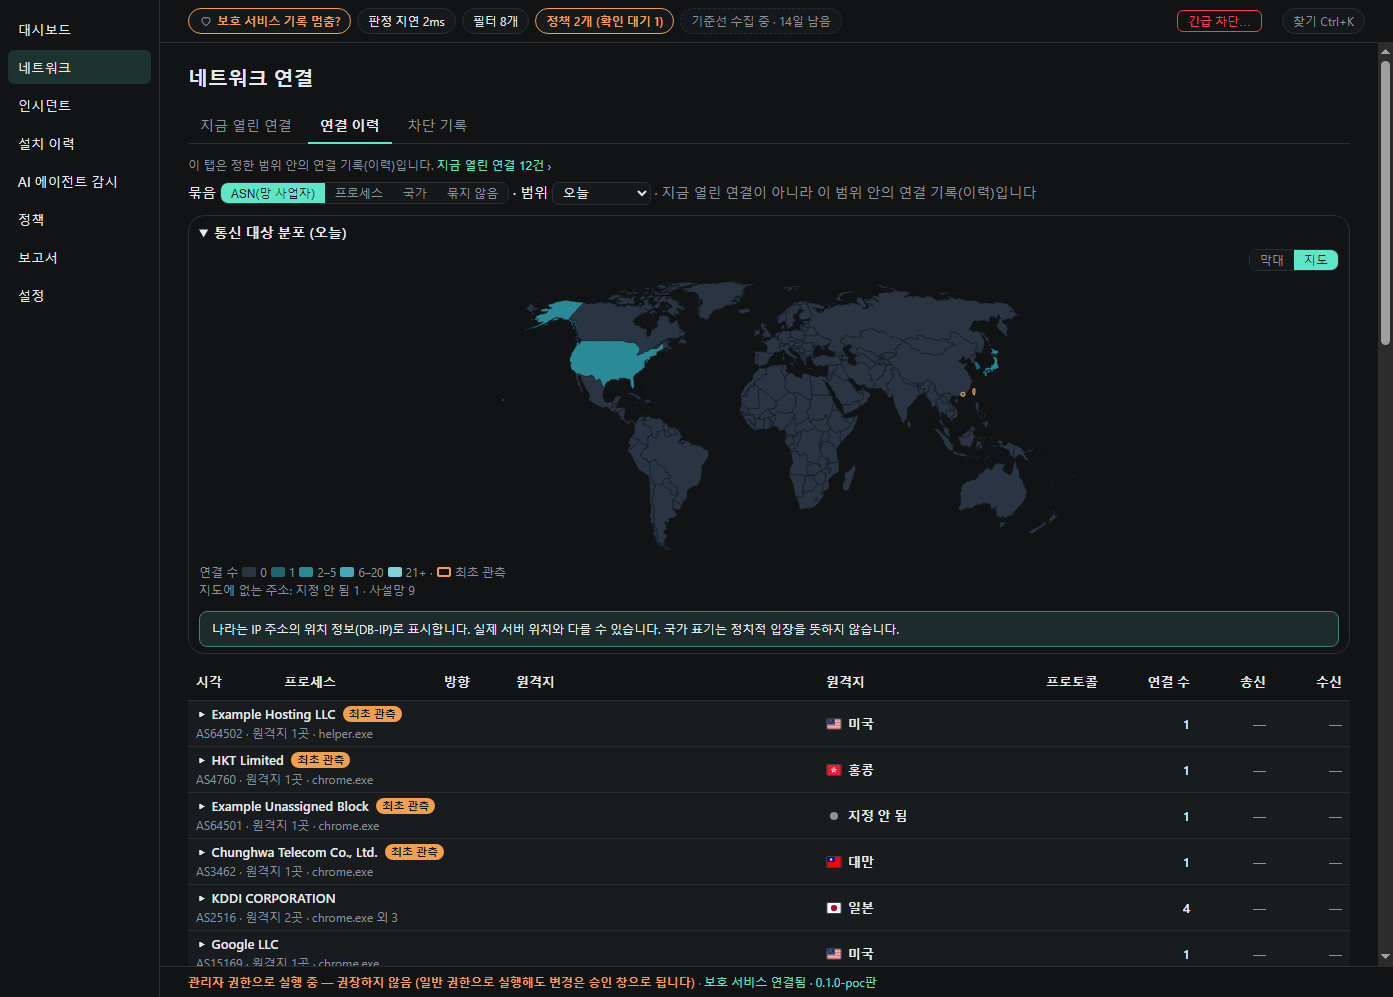 대시보드
네트워크
인시던트
설치 이력
AI 에이전트 감시
정책
보고서
설정
♡ 보호 서비스 기록 멈춤? 판정 지연 2ms 필터 8개 정책 2개 (확인 대기 1) 기준선 수집 중 · 14일 남음 긴급 차단... 찾기 Ctrl+K
네트워크 연결
지금 열린 연결 연결 이력 차단 기록
이 탭은 정한 범위 안의 연결 기록(이력)입니다. 지금 열린 연결 12건 ›
묶음 ASN(망 사업자) 프로세스 국가 묶지 않음 · 범위 오늘 · 지금 열린 연결이 아니라 이 범위 안의 연결 기록(이력)입니다
▼ 통신 대상 분포 (오늘)
막대 지도
연결 수 0 1 2–5 6–20 21+ · 최초 관측
지도에 없는 주소: 지정 안 됨 1 · 사설망 9
나라는 IP 주소의 위치 정보(DB-IP)로 표시합니다. 실제 서버 위치와 다를 수 있습니다. 국가 표기는 정치적 입장을 뜻하지 않습니다.
시각 프로세스 방향 원격지 원격지 프로토콜 연결 수 송신 수신
▸ Example Hosting LLC 최초 관측
AS64502 · 원격지 1곳 · helper.exe
미국 1 — —
▸ HKT Limited 최초 관측
AS4760 · 원격지 1곳 · chrome.exe
홍콩 1 — —
▸ Example Unassigned Block 최초 관측
AS64501 · 원격지 1곳 · chrome.exe
지정 안 됨 1 — —
▸ Chunghwa Telecom Co., Ltd. 최초 관측
AS3462 · 원격지 1곳 · chrome.exe
대만 1 — —
▸ KDDI CORPORATION
AS2516 · 원격지 2곳 · chrome.exe 외 3
일본 4 — —
▸ Google LLC
AS15169 · 원격지 1곳 · chrome.exe
미국 1 — —
관리자 권한으로 실행 중 — 권장하지 않음 (일반 권한으로 실행해도 변경은 승인 창으로 됩니다) · 보호 서비스 연결됨 · 0.1.0-poc판